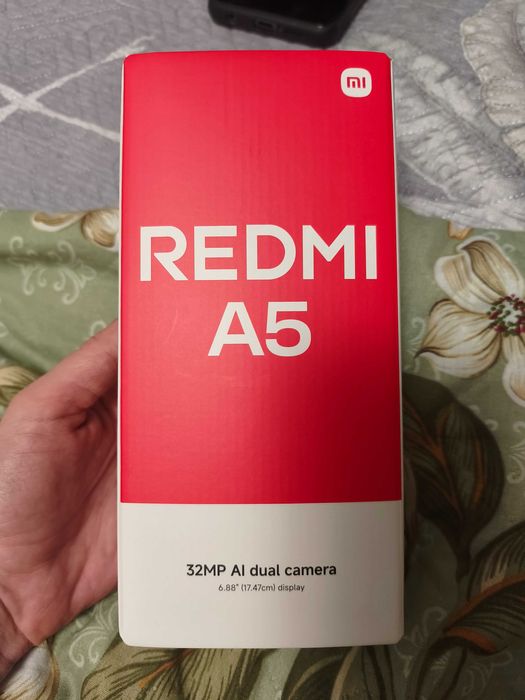 mi
REDMI
A5
32MP AI dual camera
6.88" (17.47cm) display